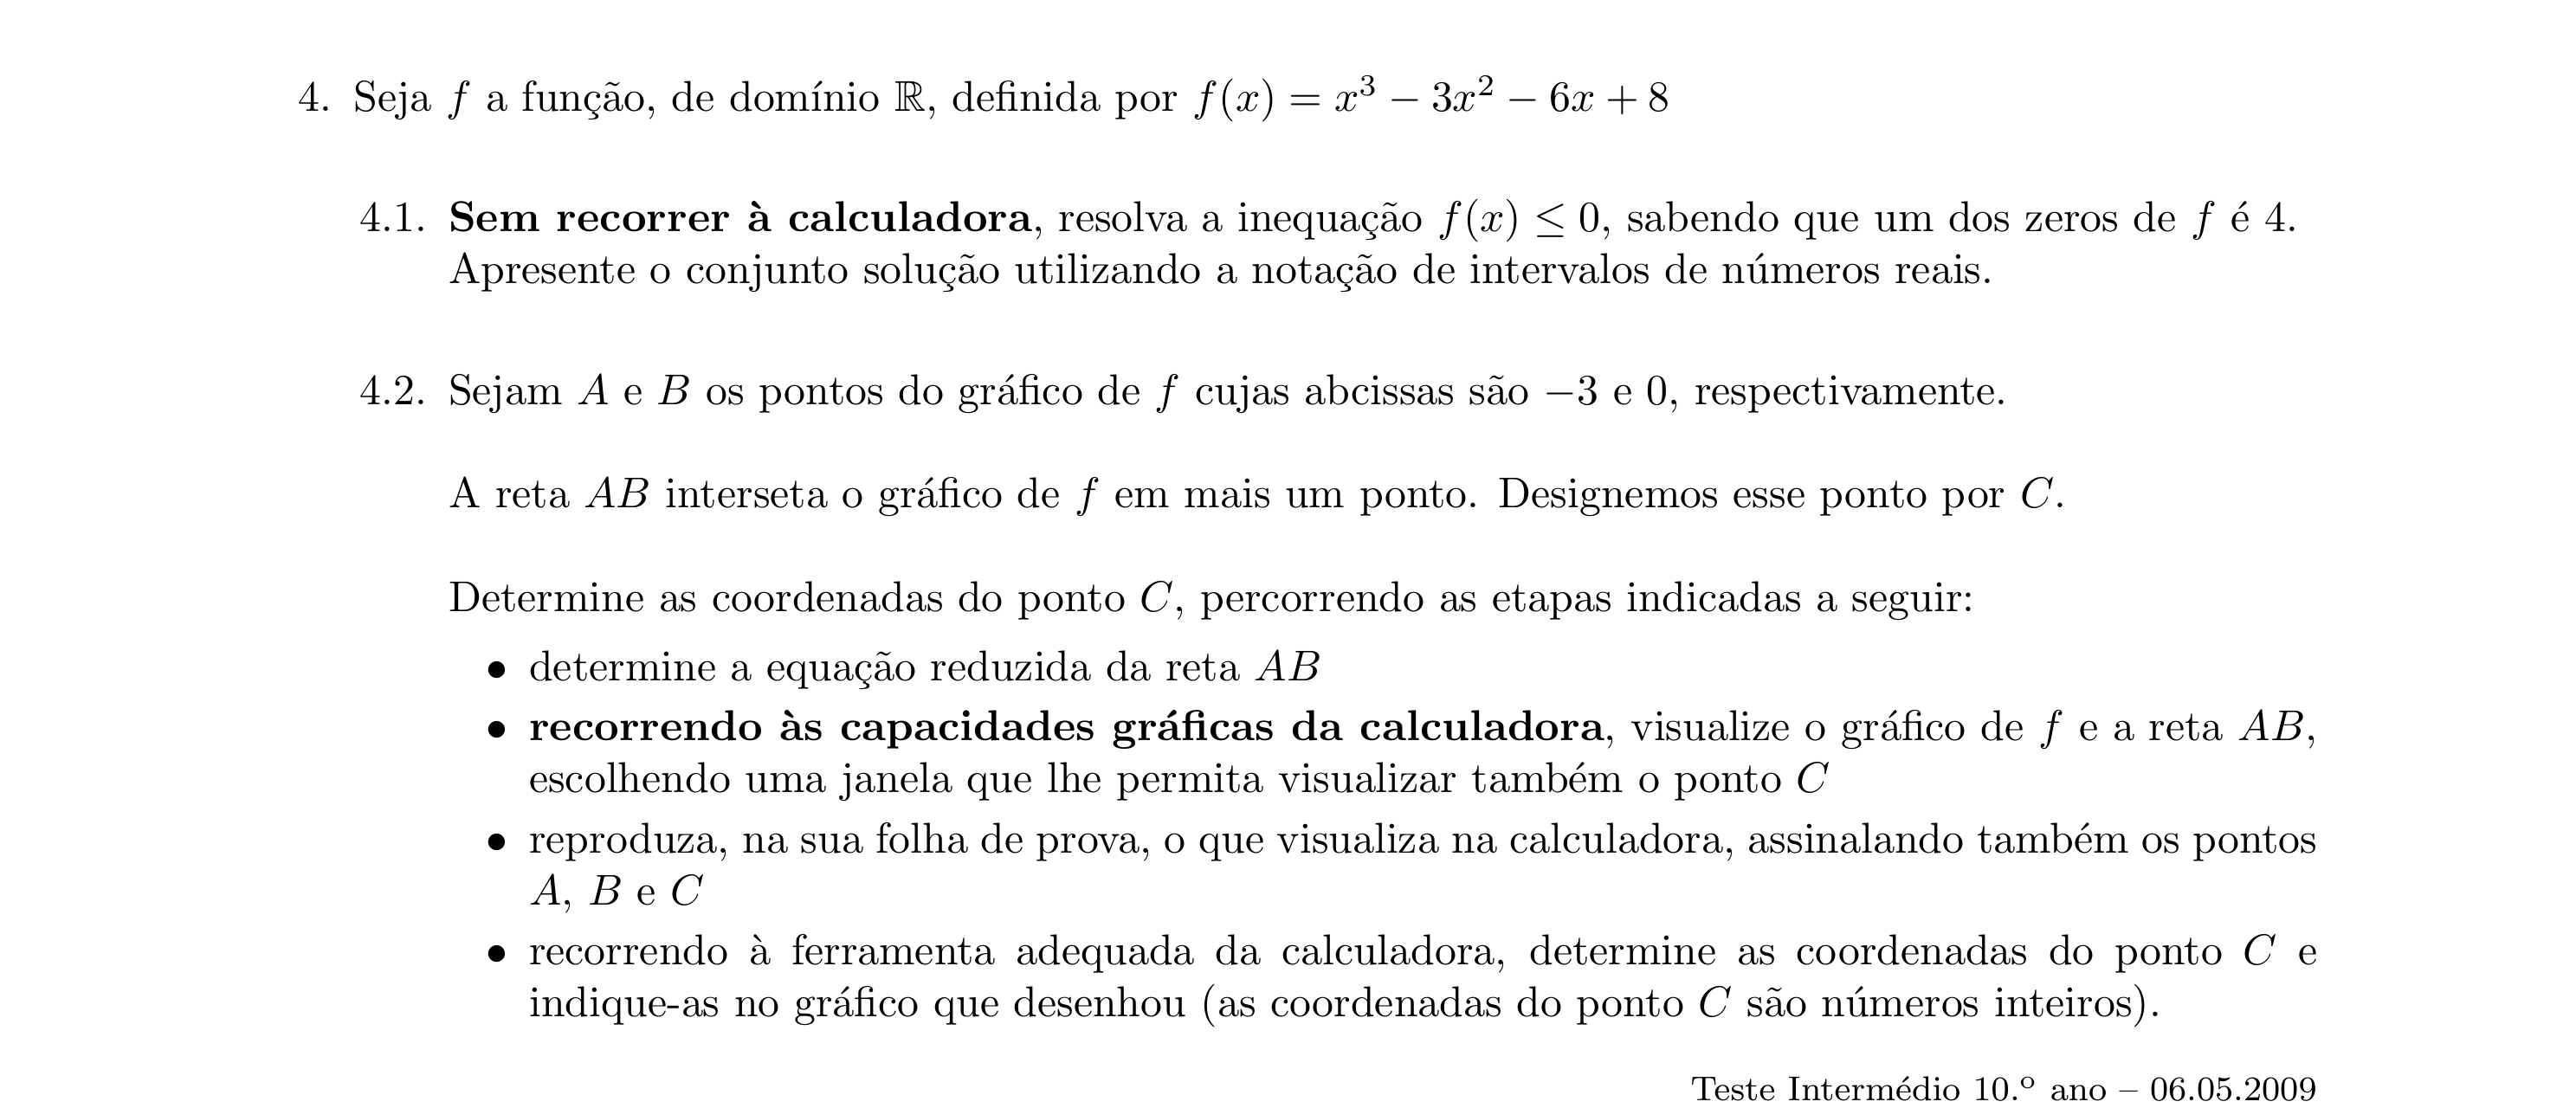 4. Seja f a função, de domínio ℝ, definida por f(x) = x³ − 3x² − 6x + 8
4.1. Sem recorrer à calculadora, resolva a inequação f(x) ≤ 0, sabendo que um dos zeros de f é 4.
Apresente o conjunto solução utilizando a notação de intervalos de números reais.
4.2. Sejam A e B os pontos do gráfico de f cujas abcissas são −3 e 0, respectivamente.
A reta AB interseta o gráfico de f em mais um ponto. Designemos esse ponto por C.
Determine as coordenadas do ponto C, percorrendo as etapas indicadas a seguir:
• determine a equação reduzida da reta AB
• recorrendo às capacidades gráficas da calculadora, visualize o gráfico de f e a reta AB,
escolhendo uma janela que lhe permita visualizar também o ponto C
• reproduza, na sua folha de prova, o que visualiza na calculadora, assinalando também os pontos
A, B e C
• recorrendo à ferramenta adequada da calculadora, determine as coordenadas do ponto C e
indique-as no gráfico que desenhou (as coordenadas do ponto C são números inteiros).
Teste Intermédio 10.º ano – 06.05.2009